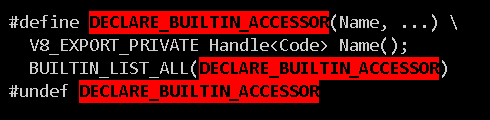 #define DECLARE_BUILTIN_ACCESSOR(Name, ...) \
  V8_EXPORT_PRIVATE Handle<Code> Name();
  BUILTIN_LIST_ALL(DECLARE_BUILTIN_ACCESSOR)
#undef DECLARE_BUILTIN_ACCESSOR